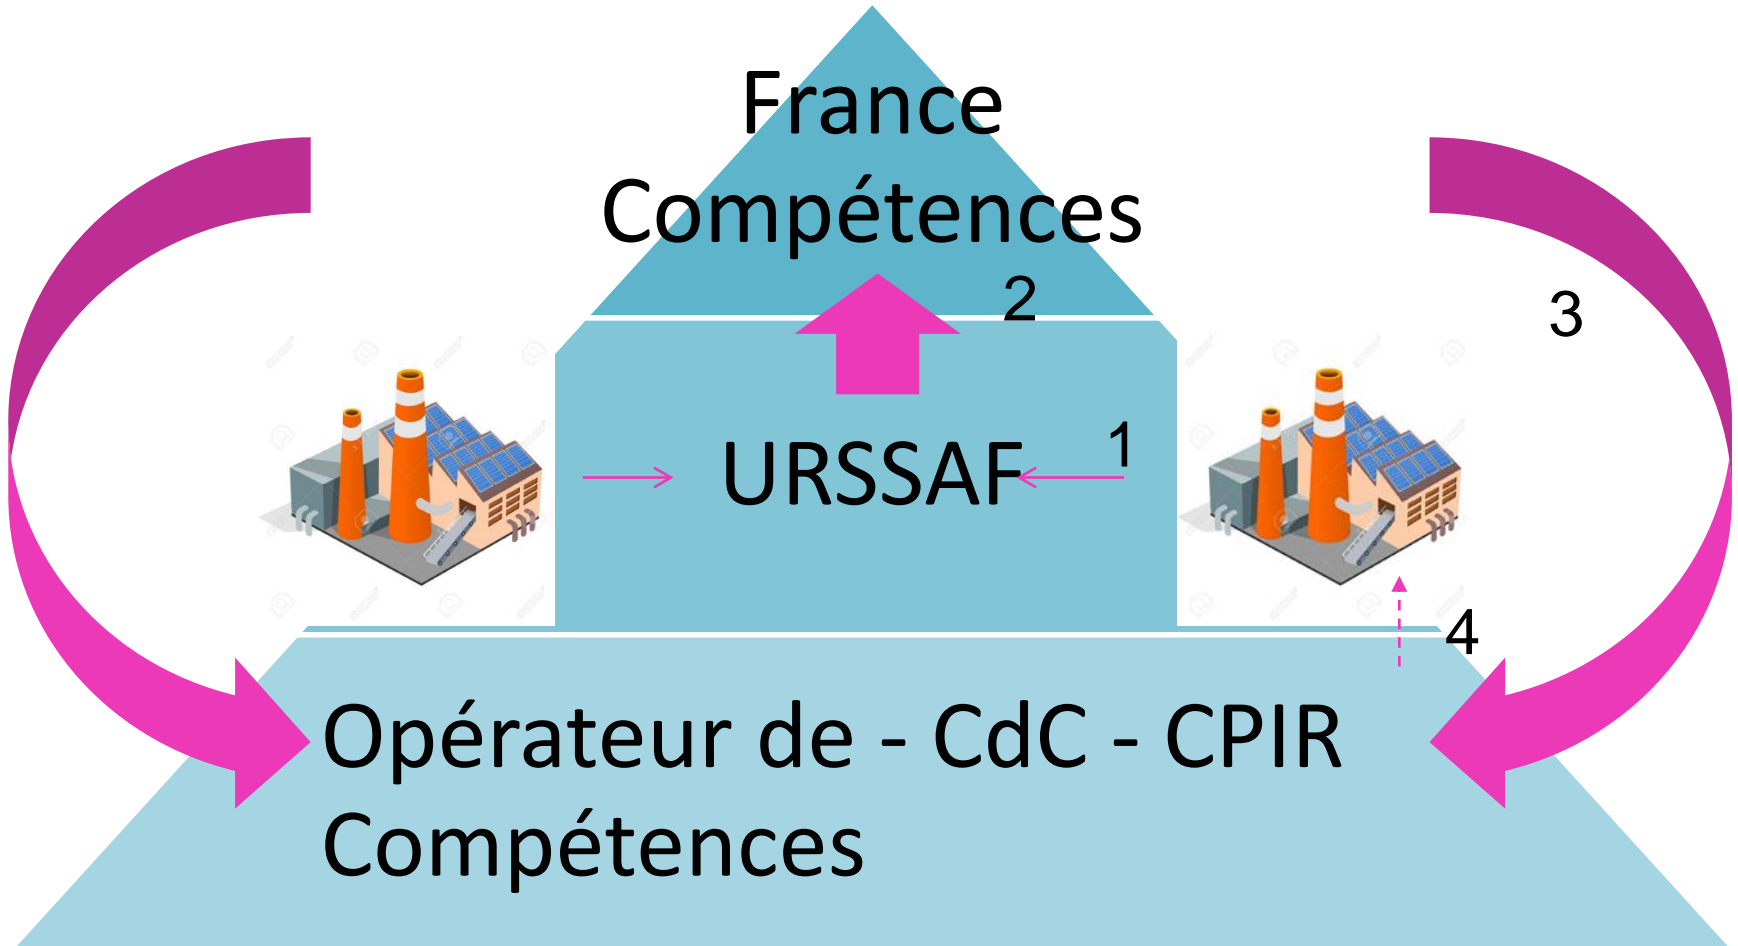 France
Compétences
2
3
1
URSSAF
4
Opérateur de - CdC - CPIR
Compétences